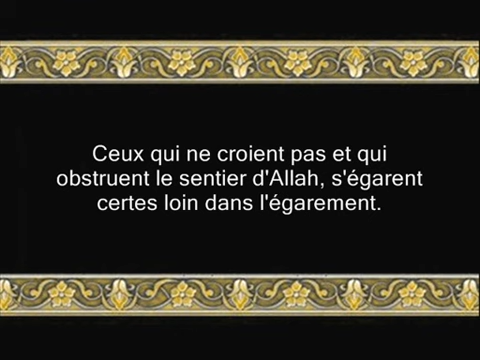 Ceux qui ne croient pas et qui
obstruent le sentier d'Allah, s'égarent
certes loin dans l'égarement.